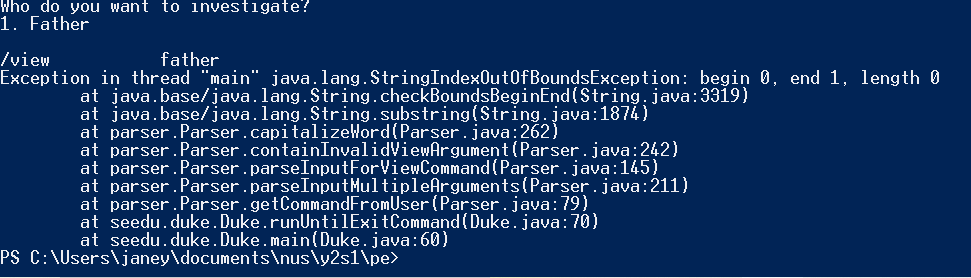 Who do you want to investigate?
1. Father
/view father
Exception in thread "main" java.lang.StringIndexOutOfBoundsException: begin 0, end 1, length 0
at java.base/java.lang.String.checkBoundsBeginEnd(String.java:3319)
at java.base/java.lang.String.substring(String.java:1874)
at parser.Parser.capitalizeWord(Parser.java:262)
at parser.Parser.containInvalidViewArgument(Parser.java:242)
at parser.Parser.parseInputForViewCommand(Parser.java:145)
at parser.Parser.parseInputMultipleArguments(Parser.java:211)
at parser.Parser.getCommandFromUser(Parser.java:79)
at seedu.duke.Duke.runUntilExitCommand(Duke.java:70)
at seedu.duke.Duke.main(Duke.java:60)
PS C:\Users\janey\documents\nus\y2s1\pe>